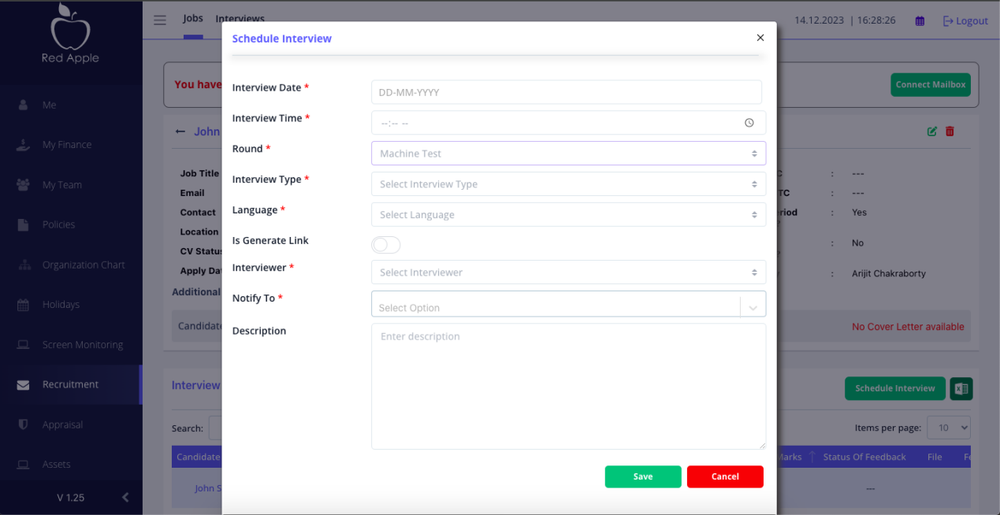 Red Apple
Me
My Finance
My Team
Policies
Organization Chart
Holidays
Screen Monitoring
Recruitment
Appraisal
Assets
V 1.25
Jobs Interviews
14.12.2023 | 16:28:26 Logout
You have
Connect Mailbox
John
Job Title
Email
Contact
Location
CV Status
Apply Da
Additional
Candidate
C : ---
TC : ---
riod : Yes
: No
: Arijit Chakraborty
No Cover Letter available
Interview
Schedule Interview
Search:
Items per page: 10
Candidate
Marks Status Of Feedback File Fe
John S
---
Schedule Interview ×
Interview Date * DD-MM-YYYY
Interview Time * --:-- --
Round * Machine Test
Interview Type * Select Interview Type
Language * Select Language
Is Generate Link
Interviewer * Select Interviewer
Notify To * Select Option
Description Enter description
Save Cancel